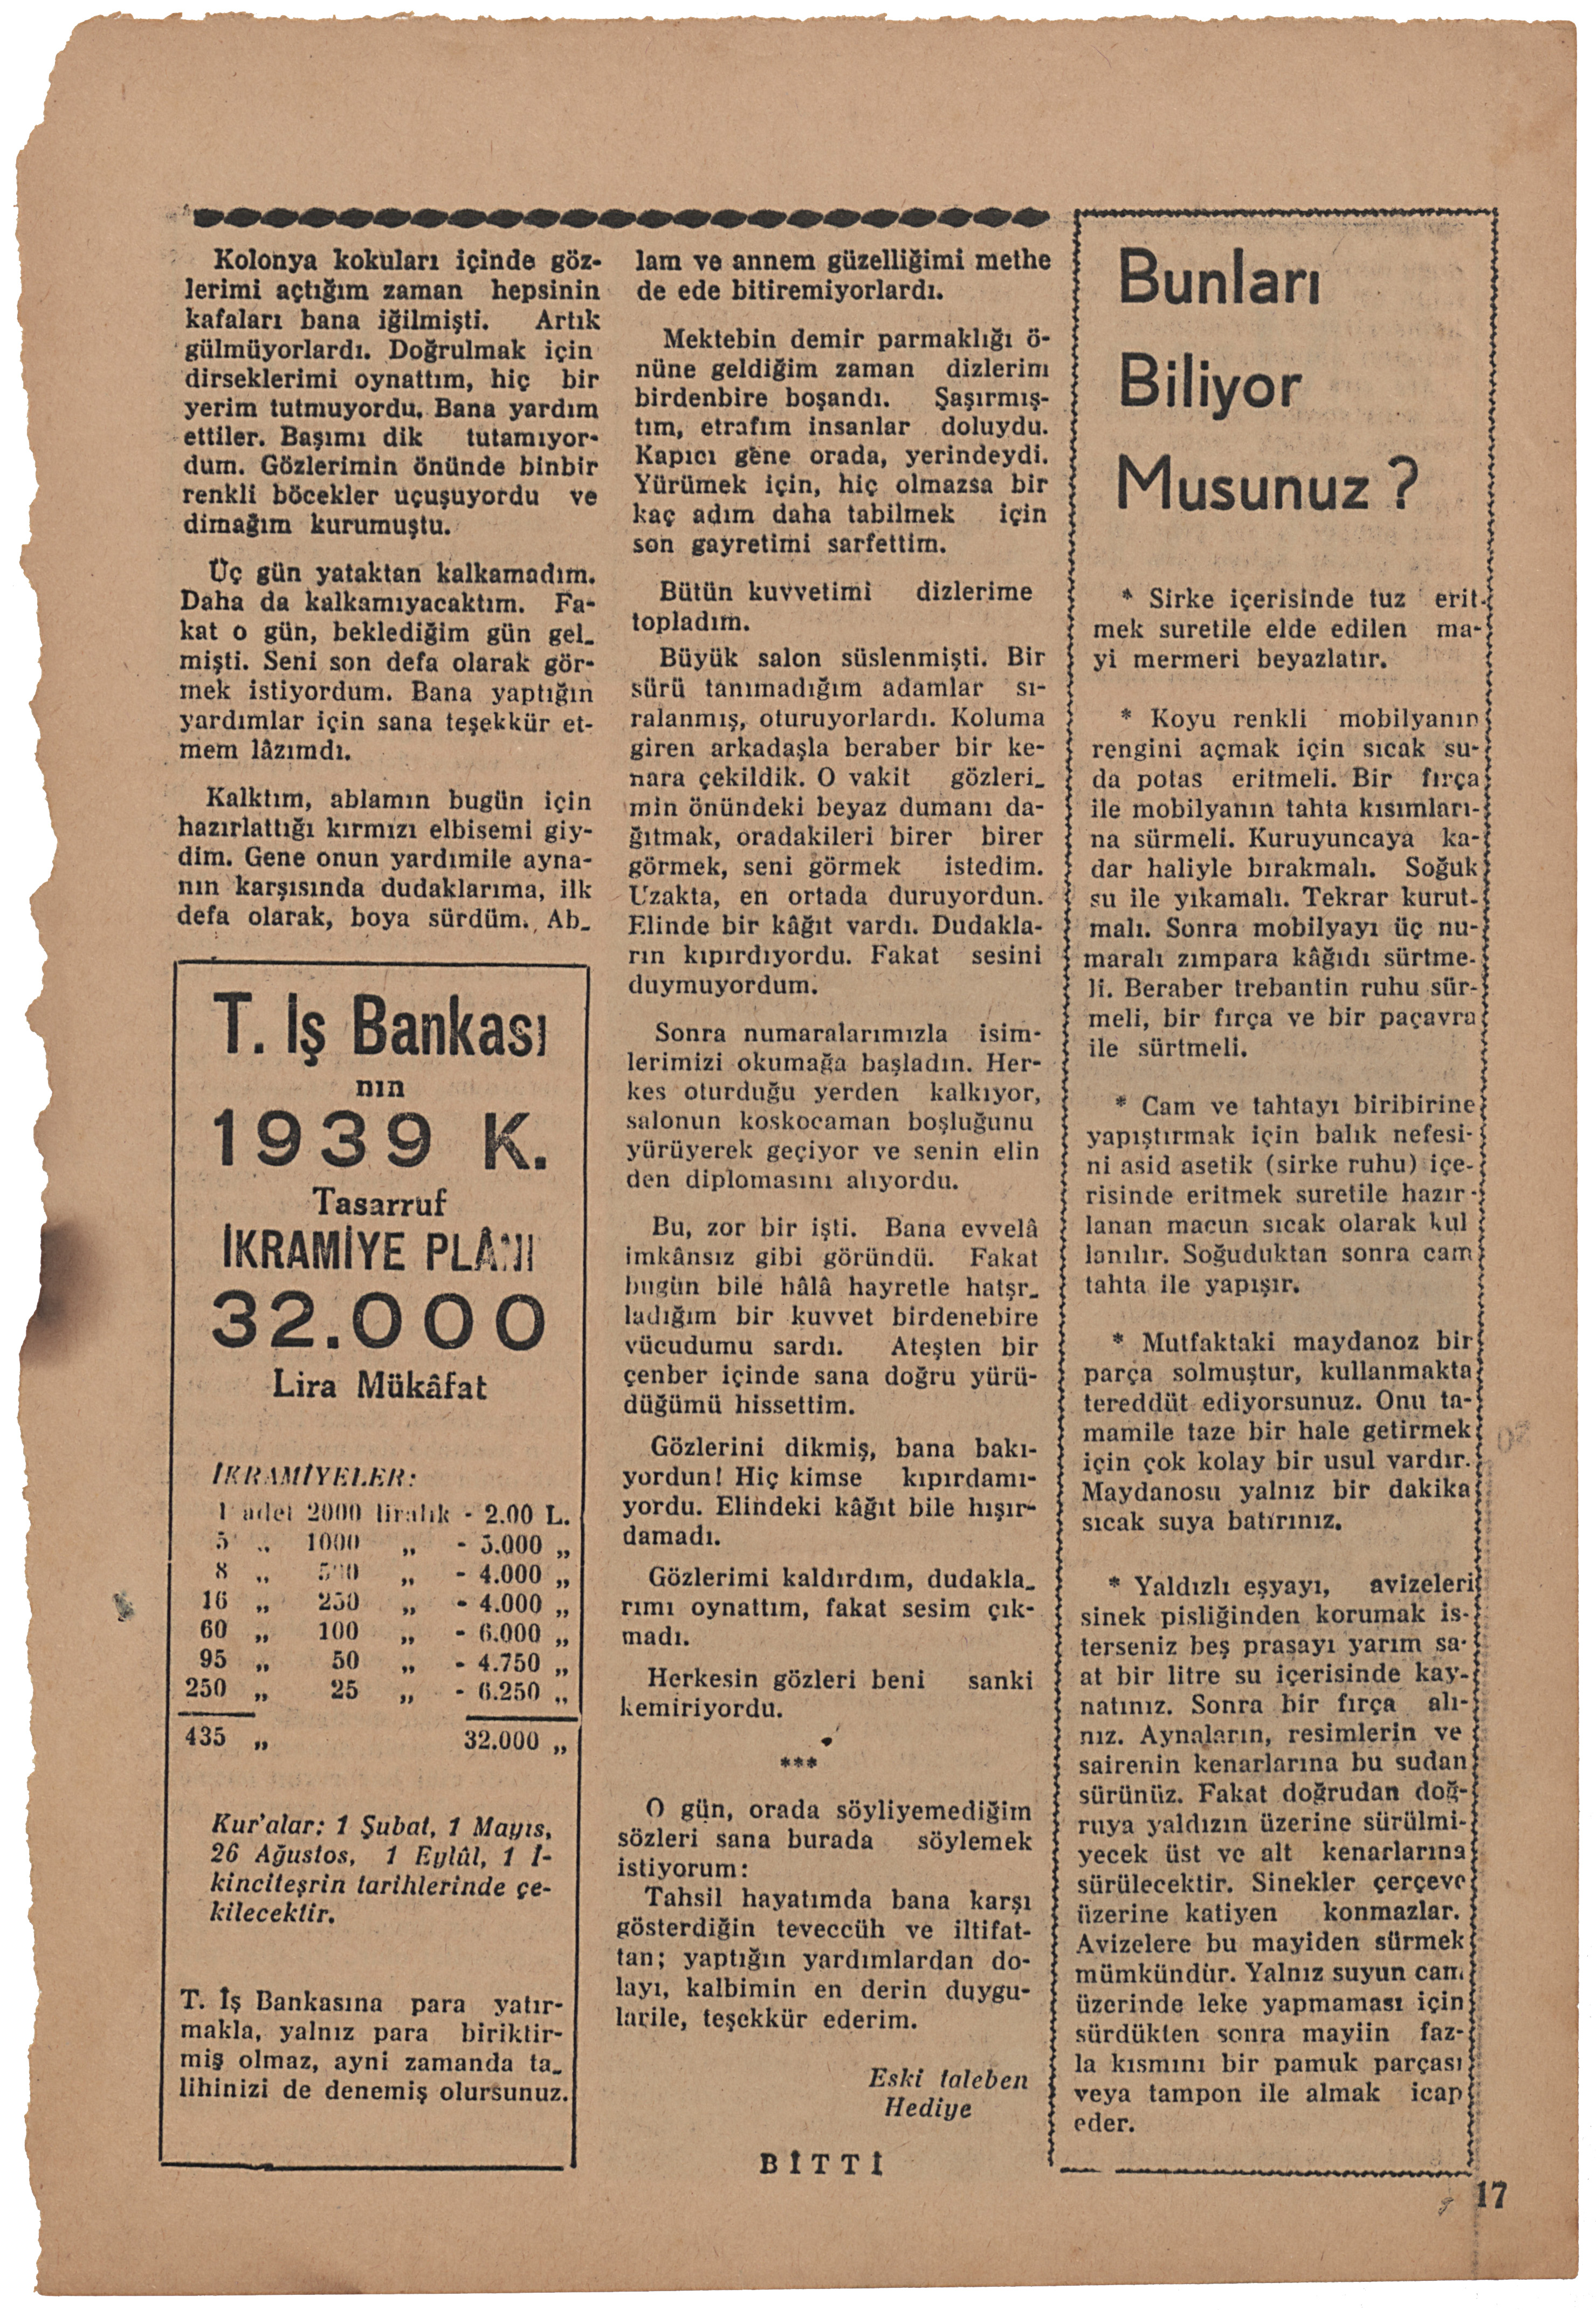 Kolonya kokuları içinde göz-
lerimi açtığım zaman hepsinin
kafaları bana iğilmişti. Artık
gülmüyorlardı. Doğrulmak için
dirseklerimi oynattım, hiç bir
yerim tutmuyordu. Bana yardım
ettiler. Başımı dik tutamıyor-
dum. Gözlerimin önünde binbir
renkli böcekler uçuşuyordu ve
dimağım kurumuştu.
Üç gün yataktan kalkamadım.
Daha da kalkamıyacaktım. Fa-
kat o gün, beklediğim gün gel-
mişti. Seni son defa olarak gör-
mek istiyordum. Bana yaptığın
yardımlar için sana teşekkür et-
mem lâzımdı.
Kalktım, ablamın bugün için
hazırlattığı kırmızı elbisemi giy-
dim. Gene onun yardımile ayna-
nın karşısında dudaklarıma, ilk
defa olarak, boya sürdüm. Ab-
T. İş Bankası
nın
1939 K.
Tasarruf
İKRAMİYE PLÂNI
32.000
Lira Mükâfat
İKRAMİYELER:
1 adet 2000 liralık - 2.00 L.
5 „ 1000 „ - 5.000 „
8 „ 500 „ - 4.000 „
16 „ 250 „ - 4.000 „
60 „ 100 „ - 6.000 „
95 „ 50 „ - 4.750 „
250 „ 25 „ - 6.250 „
435 „ 32.000 „
Kur'alar: 1 Şubat, 1 Mayıs,
26 Ağustos, 1 Eylûl, 1 İ-
kinciteşrin tarihlerinde çe-
kilecektir.
T. İş Bankasına para yatır-
makla, yalnız para biriktir-
miş olmaz, ayni zamanda ta-
lihinizi de denemiş olursunuz.
lam ve annem güzelliğimi methe
de ede bitiremiyorlardı.
Mektebin demir parmaklığı ö-
nüne geldiğim zaman dizlerim
birdenbire boşandı. Şaşırmış-
tım, etrafım insanlar doluydu.
Kapıcı gene orada, yerindeydi.
Yürümek için, hiç olmazsa bir
kaç adım daha tabilmek için
son gayretimi sarfettim.
Bütün kuvvetimi dizlerime
topladım.
Büyük salon süslenmişti. Bir
sürü tanımadığım adamlar sı-
ralanmış, oturuyorlardı. Koluma
giren arkadaşla beraber bir ke-
nara çekildik. O vakit gözleri-
min önündeki beyaz dumanı da-
ğıtmak, oradakileri birer birer
görmek, seni görmek istedim.
Uzakta, en ortada duruyordun.
Elinde bir kâğıt vardı. Dudakla-
rın kıpırdıyordu. Fakat sesini
duymuyordum.
Sonra numaralarımızla isim-
lerimizi okumağa başladın. Her-
kes oturduğu yerden kalkıyor,
salonun koskocaman boşluğunu
yürüyerek geçiyor ve senin elin
den diplomasını alıyordu.
Bu, zor bir işti. Bana evvelâ
imkânsız gibi göründü. Fakat
bugün bile hâlâ hayretle hatşr-
ladığım bir kuvvet birdenebire
vücudumu sardı. Ateşten bir
çenber içinde sana doğru yürü-
düğümü hissettim.
Gözlerini dikmiş, bana bakı-
yordun! Hiç kimse kıpırdamı-
yordu. Elindeki kâğıt bile hışır-
damadı.
Gözlerimi kaldırdım, dudakla-
rımı oynattım, fakat sesim çık-
madı.
Herkesin gözleri beni sanki
kemiriyordu.
***
O gün, orada söyliyemediğim
sözleri sana burada söylemek
istiyorum:
Tahsil hayatımda bana karşı
gösterdiğin teveccüh ve iltifat-
tan; yaptığın yardımlardan do-
layı, kalbimin en derin duygu-
larile, teşekkür ederim.
Eski taleben
Hediye
BİTTİ
Bunları
Biliyor
Musunuz ?
* Sirke içerisinde tuz erit-
mek suretile elde edilen ma-
yi mermeri beyazlatır.
* Koyu renkli mobilyanın
rengini açmak için sıcak su-
da potas eritmeli. Bir fırça
ile mobilyanın tahta kısımları-
na sürmeli. Kuruyuncaya ka-
dar haliyle bırakmalı. Soğuk
su ile yıkamalı. Tekrar kurut-
malı. Sonra mobilyayı üç nu-
maralı zımpara kâğıdı sürtme-
li. Beraber trebantin ruhu sür-
meli, bir fırça ve bir paçavra
ile sürtmeli.
* Cam ve tahtayı biribirine
yapıştırmak için balık nefesi-
ni asid asetik (sirke ruhu) içe-
risinde eritmek suretile hazır-
lanan macun sıcak olarak kul
lanılır. Soğuduktan sonra cam
tahta ile yapışır.
* Mutfaktaki maydanoz bir
parça solmuştur, kullanmakta
tereddüt ediyorsunuz. Onu ta-
mamile taze bir hale getirmek
için çok kolay bir usul vardır.
Maydanosu yalnız bir dakika
sıcak suya batırınız.
* Yaldızlı eşyayı, avizeleri
sinek pisliğinden korumak is-
terseniz beş prasayı yarım sa-
at bir litre su içerisinde kay-
natınız. Sonra bir fırça alı-
nız. Aynaların, resimlerin ve
sairenin kenarlarına bu sudan
sürünüz. Fakat doğrudan doğ-
ruya yaldızın üzerine sürülmi-
yecek üst ve alt kenarlarına
sürülecektir. Sinekler çerçeve
üzerine katiyen konmazlar.
Avizelere bu mayiden sürmek
mümkündür. Yalnız suyun cam
üzerinde leke yapmaması için
sürdükten sonra mayiin faz-
la kısmını bir pamuk parçası
veya tampon ile almak icap
eder.
17